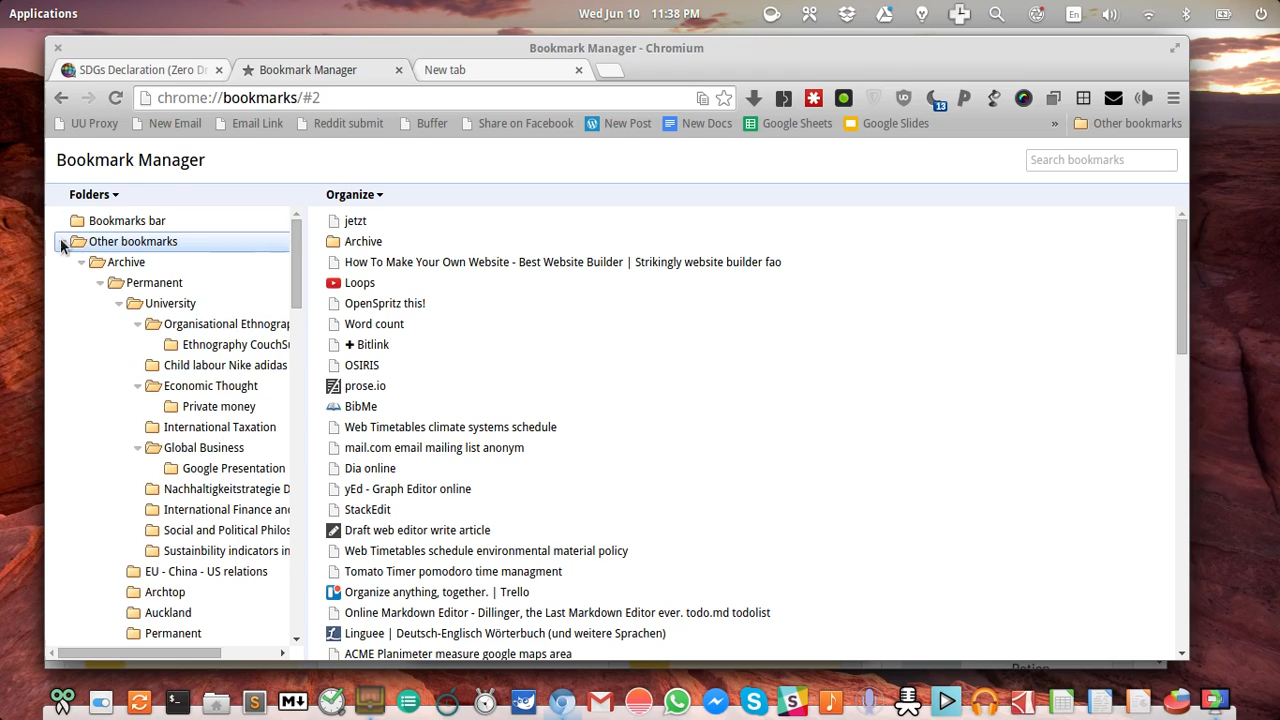 Applications
Wed Jun 10 11:38 PM
En
Bookmark Manager - Chromium
SDGs Declaration (Zero Dr
Bookmark Manager
New tab
chrome://bookmarks/#2
13
UU Proxy
New Email
Email Link
Reddit submit
Buffer
Share on Facebook
New Post
New Docs
Google Sheets
Google Slides
»
Other bookmarks
Bookmark Manager
Search bookmarks
Folders
Organize
Bookmarks bar
Other bookmarks
Archive
Permanent
University
Organisational Ethnograp
Ethnography CouchSu
Child labour Nike adidas
Economic Thought
Private money
International Taxation
Global Business
Google Presentation
Nachhaltigkeitstrategie D
International Finance and
Social and Political Philos
Sustainbility indicators in
EU - China - US relations
Archtop
Auckland
Permanent
jetzt
Archive
How To Make Your Own Website - Best Website Builder | Strikingly website builder fao
Loops
OpenSpritz this!
Word count
✚ Bitlink
OSIRIS
prose.io
BibMe
Web Timetables climate systems schedule
mail.com email mailing list anonym
Dia online
yEd - Graph Editor online
StackEdit
Draft web editor write article
Web Timetables schedule environmental material policy
Tomato Timer pomodoro time managment
Organize anything, together. | Trello
Online Markdown Editor - Dillinger, the Last Markdown Editor ever. todo.md todolist
Linguee | Deutsch-Englisch Wörterbuch (und weitere Sprachen)
ACME Planimeter measure google maps area